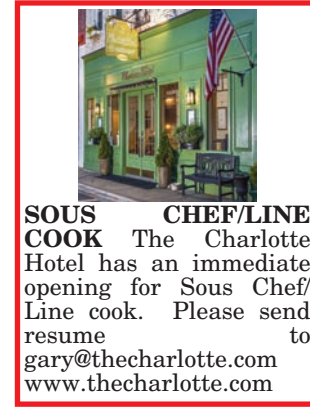 SOUS CHEF/LINE
COOK The Charlotte
Hotel has an immediate
opening for Sous Chef/
Line cook. Please send
resume to
gary@thecharlotte.com
www.thecharlotte.com